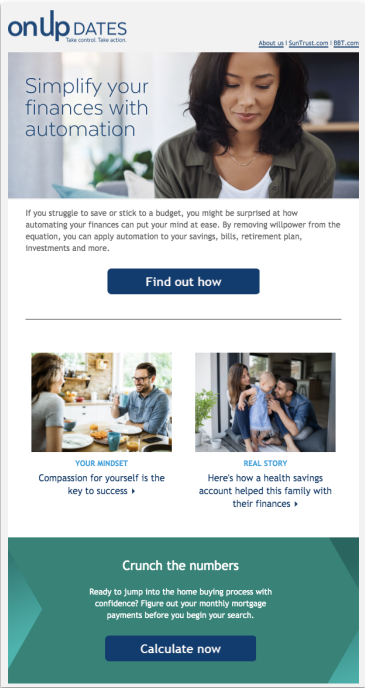 onUp DATES
Take control. Take action.
About us | SunTrust.com | BBT.com
Simplify your
finances with
automation
If you struggle to save or stick to a budget, you might be surprised at how
automating your finances can put your mind at ease. By removing willpower from the
equation, you can apply automation to your savings, bills, retirement plan,
investments and more.
Find out how
YOUR MINDSET
Compassion for yourself is the
key to success
REAL STORY
Here's how a health savings
account helped this family with
their finances
Crunch the numbers
Ready to jump into the home buying process with
confidence? Figure out your monthly mortgage
payments before you begin your search.
Calculate now